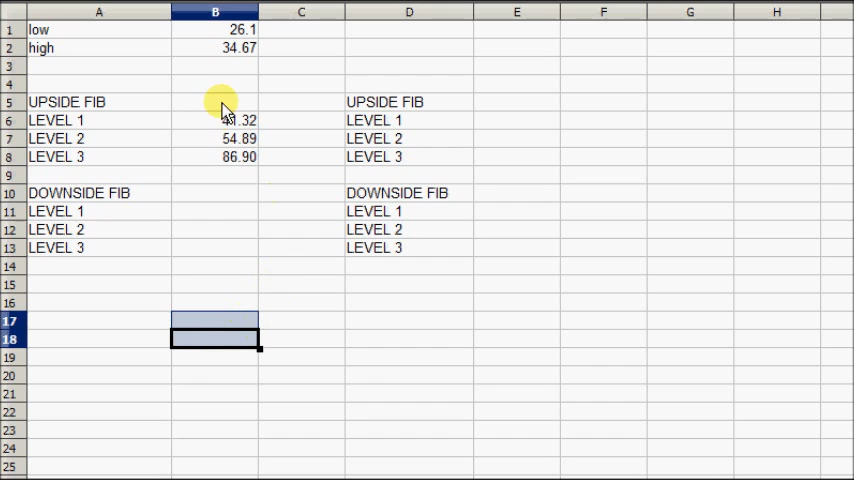 A B C D E F G H
1 low 26.1
2 high 34.67
3
4
5 UPSIDE FIB UPSIDE FIB
6 LEVEL 1 LEVEL 1
7 LEVEL 2 54.89 LEVEL 2
8 LEVEL 3 86.90 LEVEL 3
9
10 DOWNSIDE FIB DOWNSIDE FIB
11 LEVEL 1 LEVEL 1
12 LEVEL 2 LEVEL 2
13 LEVEL 3 LEVEL 3
14
15
16
17
18
19
20
21
22
23
24
25